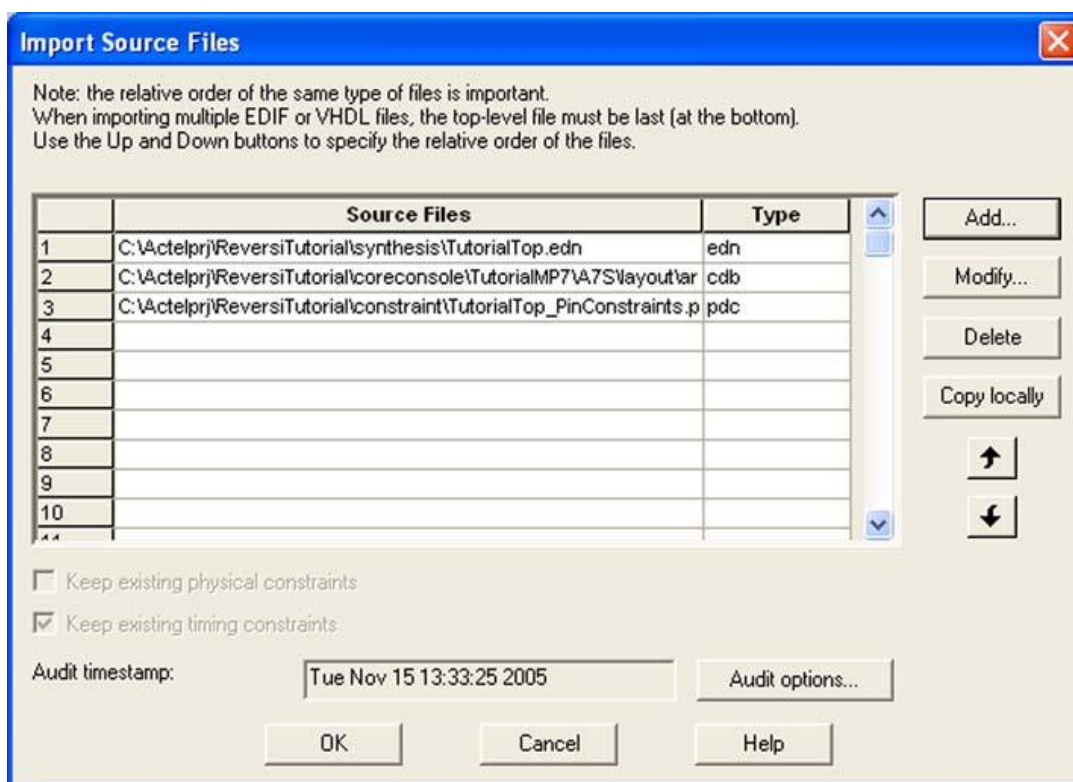 Import Source Files
Note: the relative order of the same type of files is important.
When importing multiple EDIF or VHDL files, the top-level file must be last (at the bottom).
Use the Up and Down buttons to specify the relative order of the files.
Source Files Type
1 C:\Actelprj\ReversiTutorial\synthesis\TutorialTop.edn edn
2 C:\Actelprj\ReversiTutorial\coreconsole\TutorialMP7\A7S\layout\ar cdb
3 C:\Actelprj\ReversiTutorial\constraint\TutorialTop_PinConstraints.p pdc
4
5
6
7
8
9
10
11
Add...
Modify...
Delete
Copy locally
Keep existing physical constraints
Keep existing timing constraints
Audit timestamp: Tue Nov 15 13:33:25 2005 Audit options...
OK Cancel Help